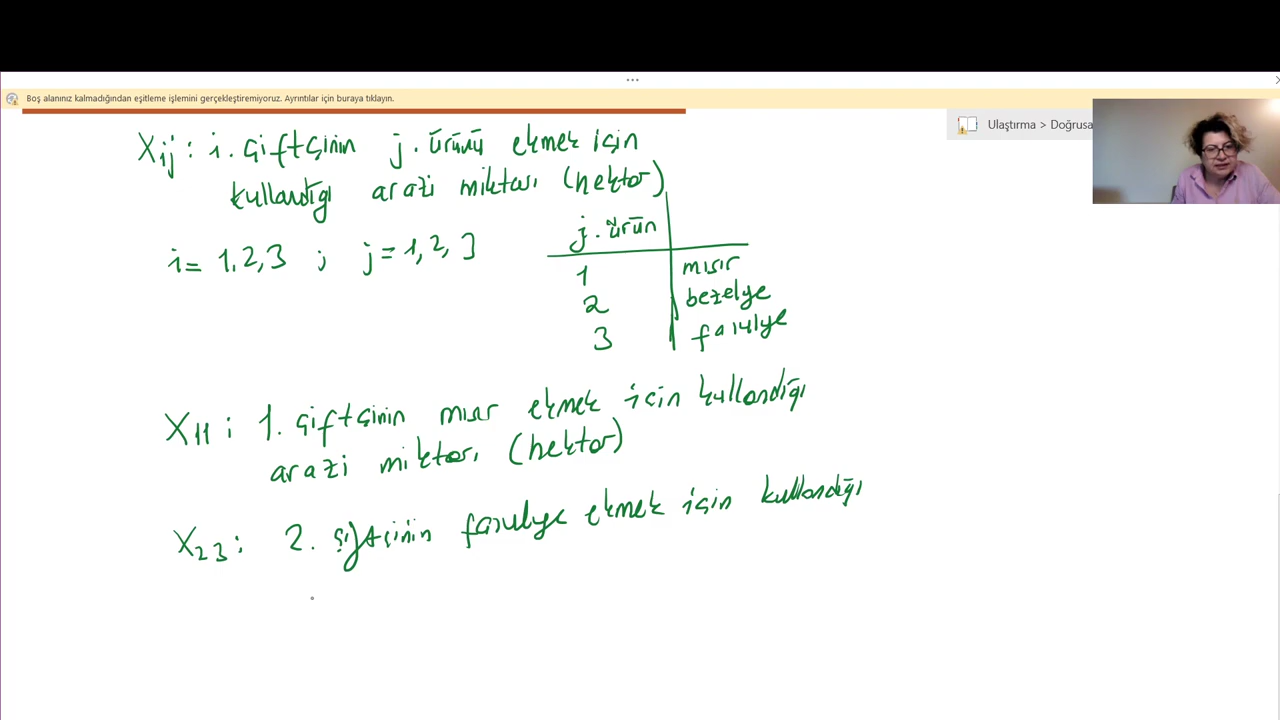 ...
Boş alanınız kalmadığından eşitleme işlemini gerçekleştiremiyoruz. Ayrıntılar için buraya tıklayın.
Ulaştırma > Doğrusa
Xij : i. çiftçinin j. ürünü ekmek için
kullandığı arazi miktarı (hektar)
i = 1, 2, 3 ; j = 1, 2, 3
j. ürün
1 mısır
2 bezelye
3 fasulye
X11 : 1. çiftçinin mısır ekmek için kullandığı
arazi miktarı (hektar)
X23 : 2. çiftçinin fasulye ekmek için kullandığı